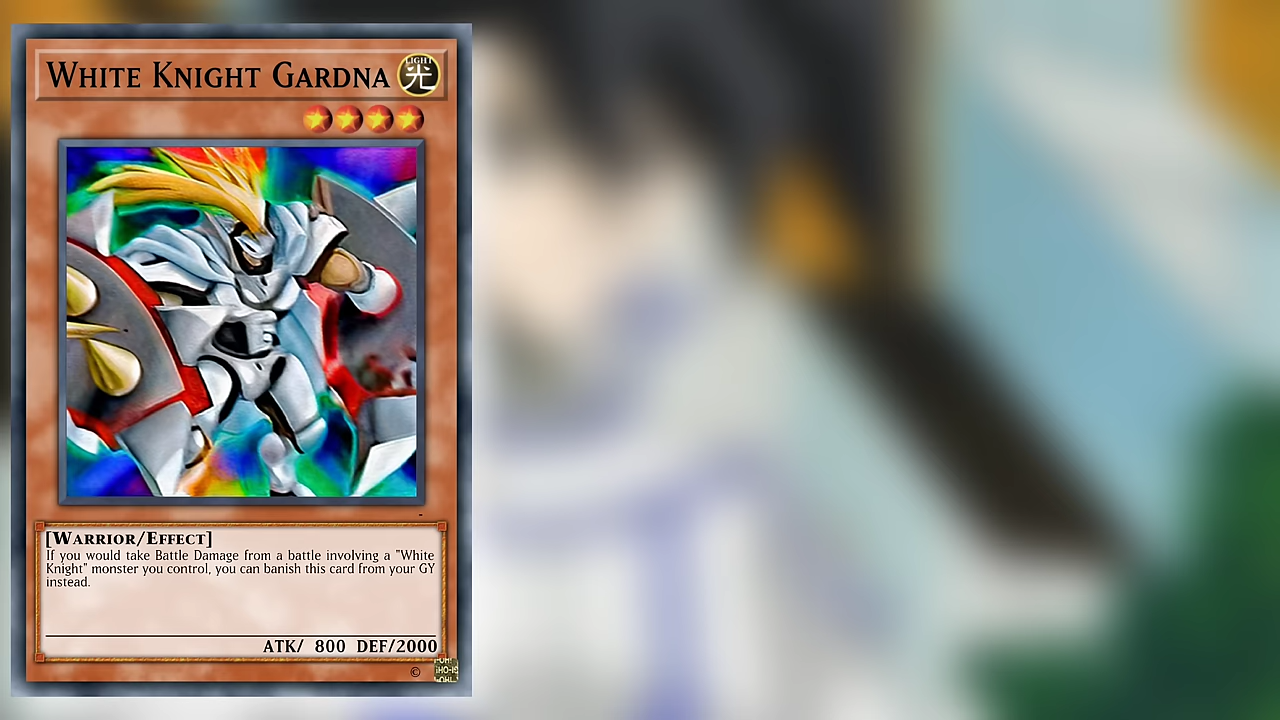 WHITE KNIGHT GARDNA
LIGHT
光
[WARRIOR/EFFECT]
If you would take Battle Damage from a battle involving a "White
Knight" monster you control, you can banish this card from your GY
instead.
ATK/ 800 DEF/2000
©